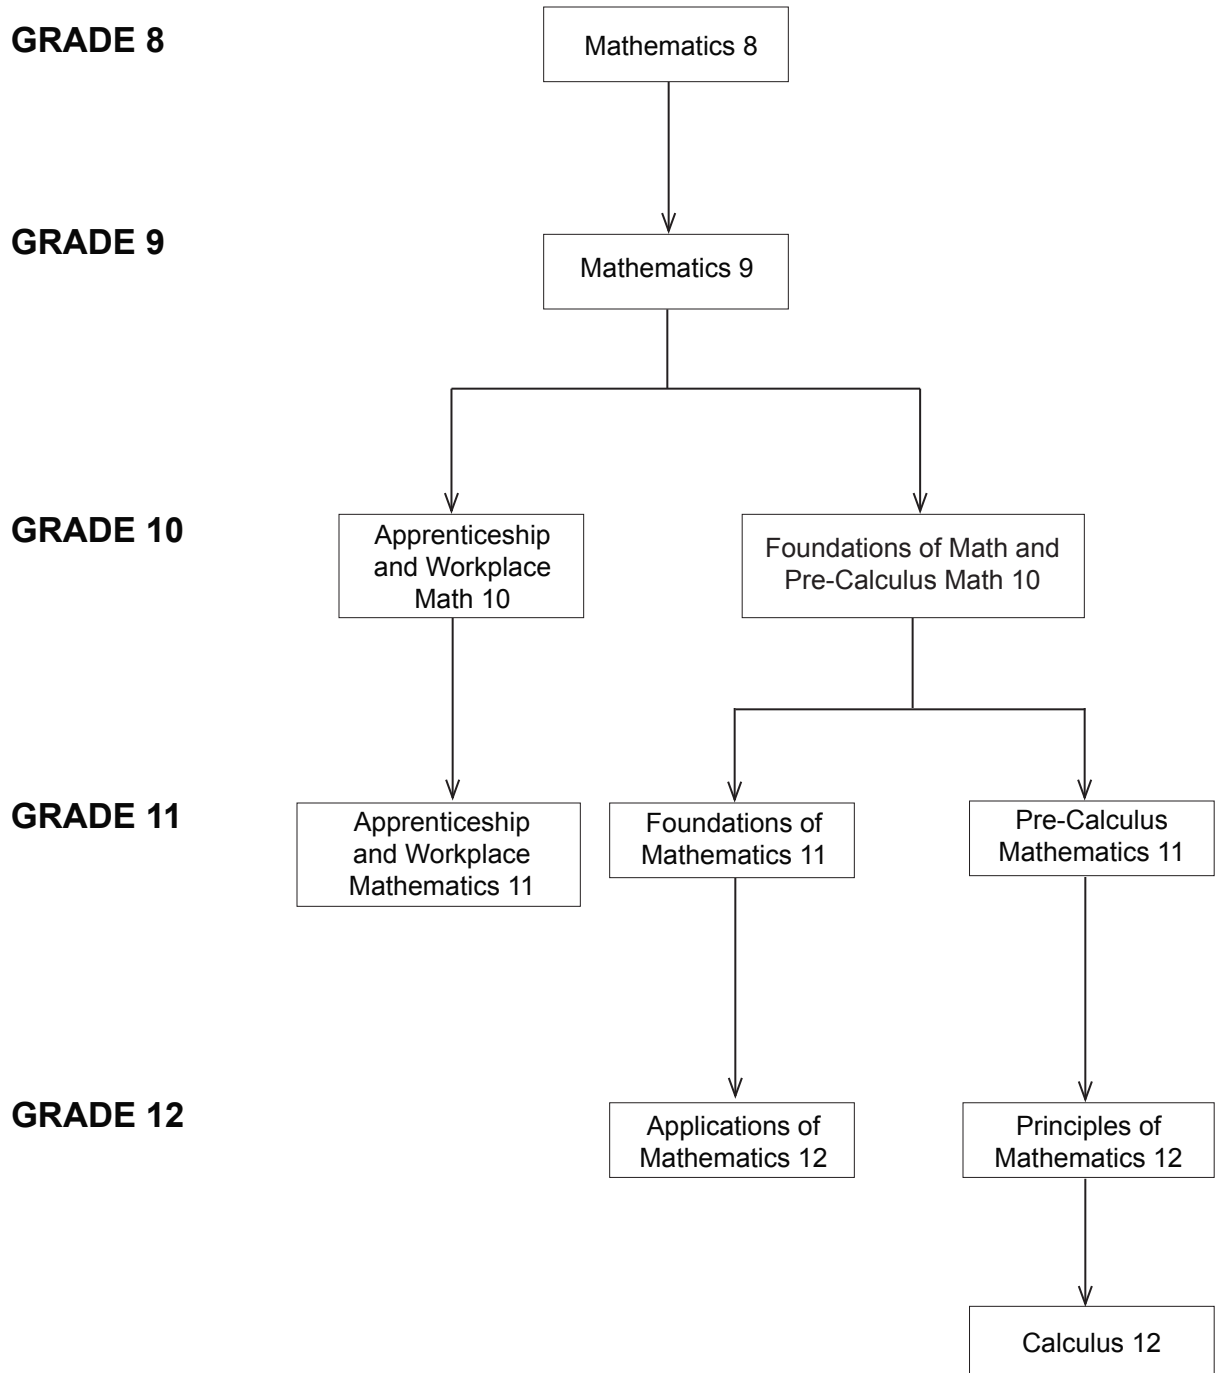 GRADE 8
Mathematics 8
GRADE 9
Mathematics 9
GRADE 10
Apprenticeship
and Workplace
Math 10
Foundations of Math and
Pre-Calculus Math 10
GRADE 11
Apprenticeship
and Workplace
Mathematics 11
Foundations of
Mathematics 11
Pre-Calculus
Mathematics 11
GRADE 12
Applications of
Mathematics 12
Principles of
Mathematics 12
Calculus 12